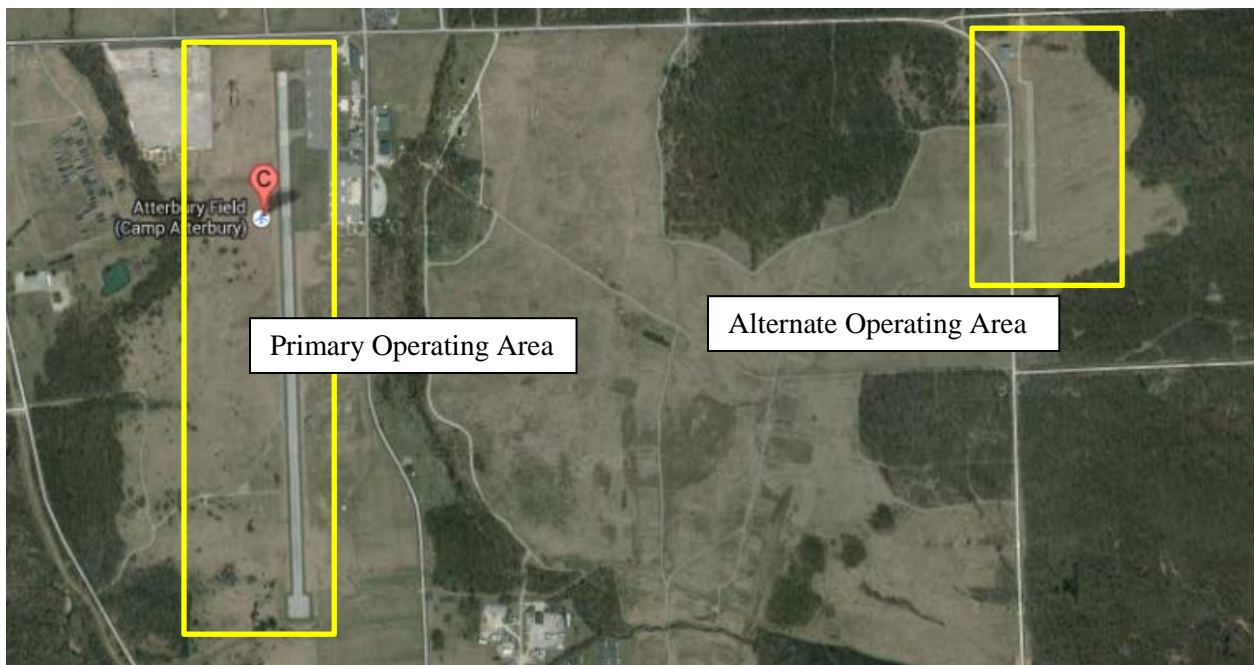 C
Atterbury Field
(Camp Atterbury)
Primary Operating Area
Alternate Operating Area